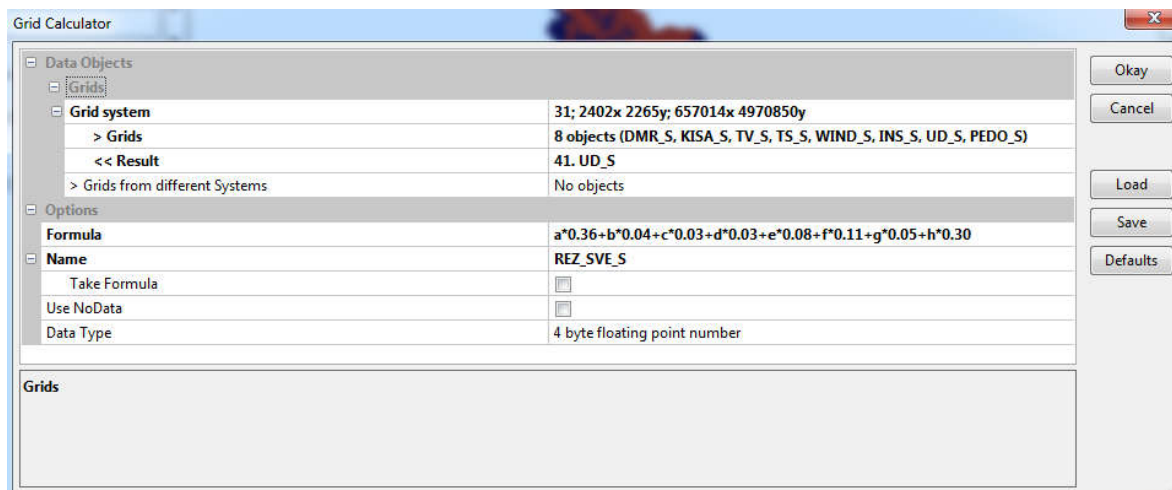 Grid Calculator
Data Objects
Grids
Grid system 31; 2402x 2265y; 657014x 4970850y
> Grids 8 objects (DMR_S, KISA_S, TV_S, TS_S, WIND_S, INS_S, UD_S, PEDO_S)
<< Result 41. UD_S
> Grids from different Systems No objects
Options
Formula a*0.36+b*0.04+c*0.03+d*0.03+e*0.08+f*0.11+g*0.05+h*0.30
Name REZ_SVE_S
Take Formula
Use NoData
Data Type 4 byte floating point number
Grids
Okay
Cancel
Load
Save
Defaults